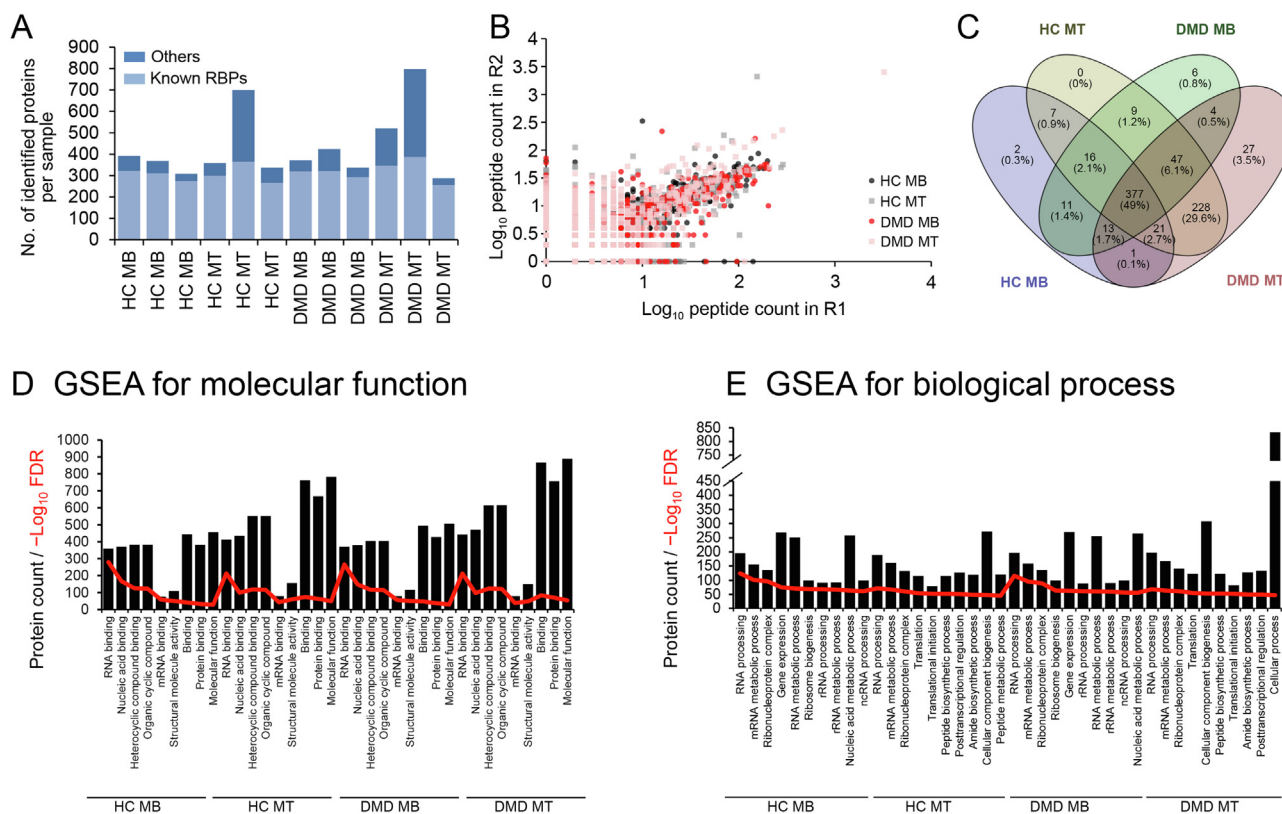 A
Others
Known RBPs
No. of identified proteins
per sample
900
800
700
600
500
400
300
200
100
0
HC MB
HC MB
HC MB
HC MT
HC MT
HC MT
DMD MB
DMD MB
DMD MB
DMD MT
DMD MT
DMD MT
B
Log10 peptide count in R2
4
3.5
3
2.5
2
1.5
1
0.5
0
0
1
2
3
4
Log10 peptide count in R1
HC MB
HC MT
DMD MB
DMD MT
C
HC MT
DMD MB
HC MB
DMD MT
0
(0%)
6
(0.8%)
7
(0.9%)
9
(1.2%)
4
(0.5%)
2
(0.3%)
16
(2.1%)
47
(6.1%)
27
(3.5%)
377
(49%)
11
(1.4%)
228
(29.6%)
13
(1.7%)
21
(2.7%)
1
(0.1%)
D GSEA for molecular function
Protein count / −Log10 FDR
1000
900
800
700
600
500
400
300
200
100
0
RNA binding
Nucleic acid binding
Heterocyclic compound binding
Organic cyclic compound
mRNA binding
Structural molecule activity
Binding
Protein binding
Molecular function
RNA binding
Nucleic acid binding
Heterocyclic compound binding
Organic cyclic compound
mRNA binding
Structural molecule activity
Binding
Protein binding
Molecular function
RNA binding
Nucleic acid binding
Heterocyclic compound binding
Organic cyclic compound
mRNA binding
Structural molecule activity
Binding
Protein binding
Molecular function
RNA binding
Nucleic acid binding
Heterocyclic compound binding
Organic cyclic compound
mRNA binding
Structural molecule activity
Binding
Protein binding
Molecular function
HC MB
HC MT
DMD MB
DMD MT
E GSEA for biological process
Protein count / −Log10 FDR
850
750
450
400
350
300
250
200
150
100
50
0
RNA processing
mRNA metabolic process
Ribonucleoprotein complex
Gene expression
RNA metabolic process
Ribosome biogenesis
rRNA processing
rRNA metabolic process
Nucleic acid metabolic process
ncRNA processing
RNA processing
mRNA metabolic process
Ribonucleoprotein complex
Translation
Translational initiation
Peptide biosynthetic process
Posttranscriptional regulation
Amide biosynthetic process
Cellular component biogenesis
Peptide metabolic process
RNA processing
mRNA metabolic process
Ribonucleoprotein complex
Ribosome biogenesis
Gene expression
rRNA processing
RNA metabolic process
rRNA metabolic process
ncRNA processing
Nucleic acid metabolic process
RNA processing
mRNA metabolic process
Ribonucleoprotein complex
Translation
Cellular component biogenesis
Peptide biosynthetic process
Translational initiation
Amide biosynthetic process
Posttranscriptional regulation
Cellular process
HC MB
HC MT
DMD MB
DMD MT